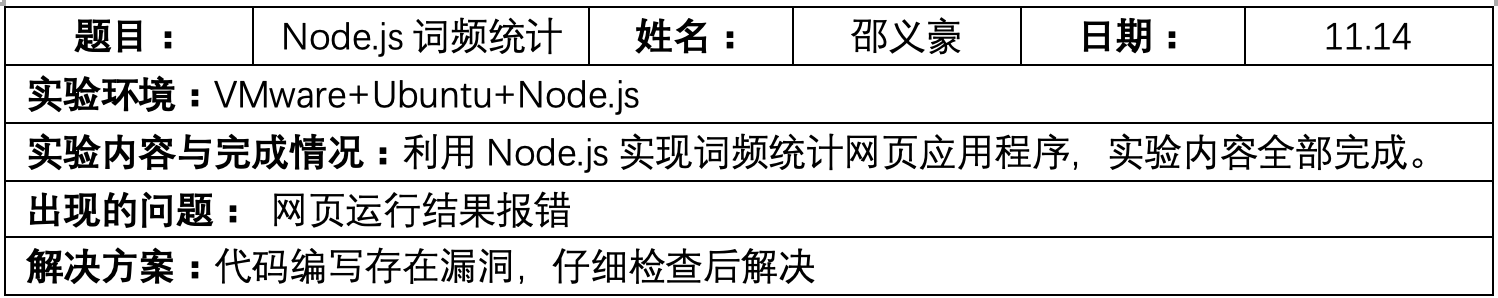 题目： Node.js 词频统计 姓名： 邵义豪 日期： 11.14
实验环境：VMware+Ubuntu+Node.js
实验内容与完成情况：利用 Node.js 实现词频统计网页应用程序，实验内容全部完成。
出现的问题： 网页运行结果报错
解决方案：代码编写存在漏洞，仔细检查后解决